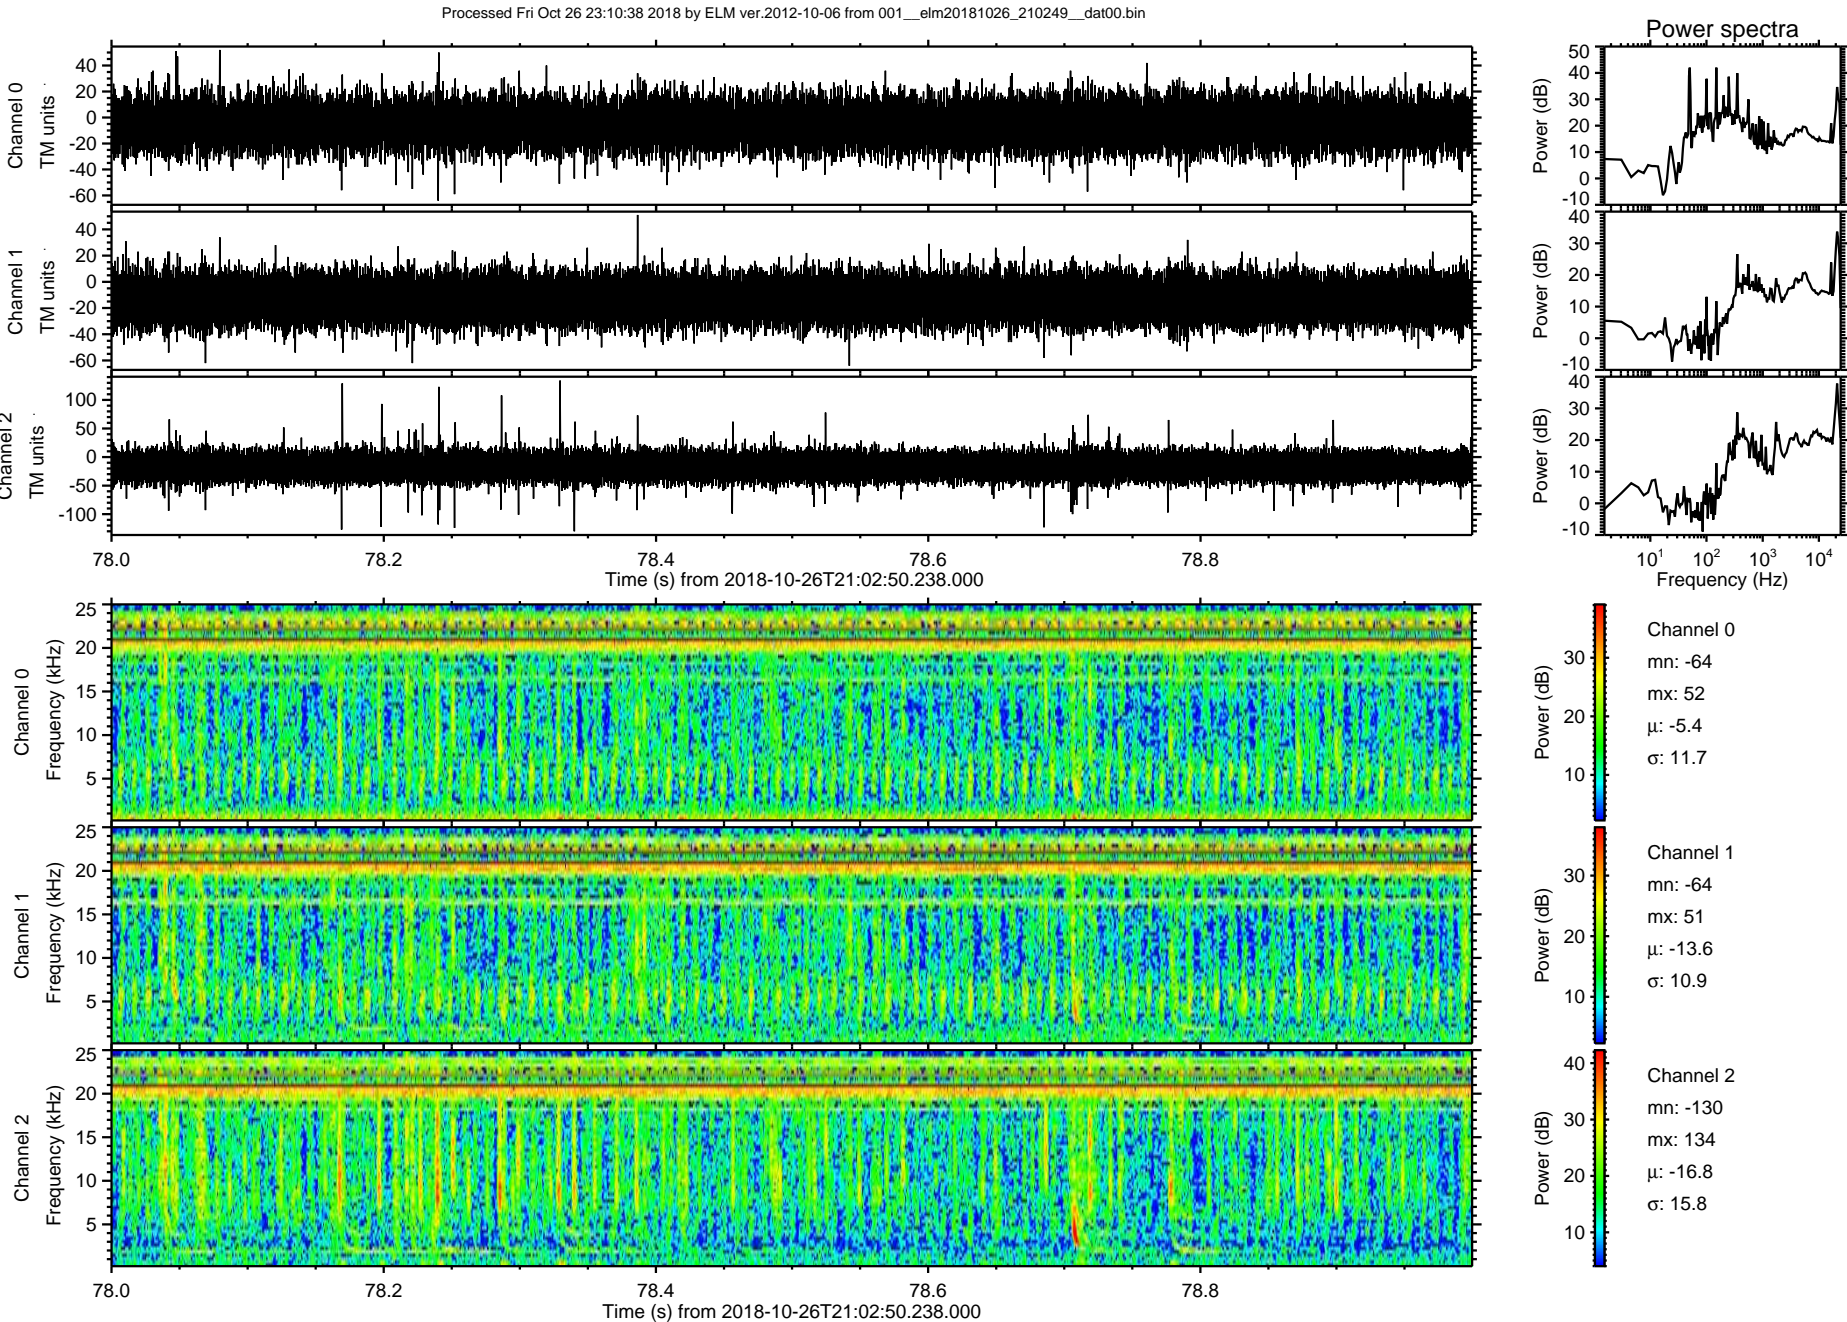 Processed Fri Oct 26 23:10:38 2018 by ELM ver.2012-10-06 from 001__elm20181026_210249__dat00.bin
Power spectra
Channel 0
TM units
40
20
0
-20
-40
-60
Power (dB)
50
40
30
20
10
0
-10
Channel 1
TM units
40
20
0
-20
-40
-60
Power (dB)
40
30
20
10
0
-10
Channel 2
TM units
100
50
0
-50
-100
Power (dB)
40
30
20
10
0
-10
78.0 78.2 78.4 78.6 78.8
Time (s) from 2018-10-26T21:02:50.238.000
10^1 10^2 10^3 10^4
Frequency (Hz)
Channel 0
Frequency (kHz)
25
20
15
10
5
Power (dB)
30
20
10
Channel 0
mn: -64
mx: 52
μ: -5.4
σ: 11.7
Channel 1
Frequency (kHz)
25
20
15
10
5
Power (dB)
30
20
10
Channel 1
mn: -64
mx: 51
μ: -13.6
σ: 10.9
Channel 2
Frequency (kHz)
25
20
15
10
5
Power (dB)
40
30
20
10
Channel 2
mn: -130
mx: 134
μ: -16.8
σ: 15.8
78.0 78.2 78.4 78.6 78.8
Time (s) from 2018-10-26T21:02:50.238.000